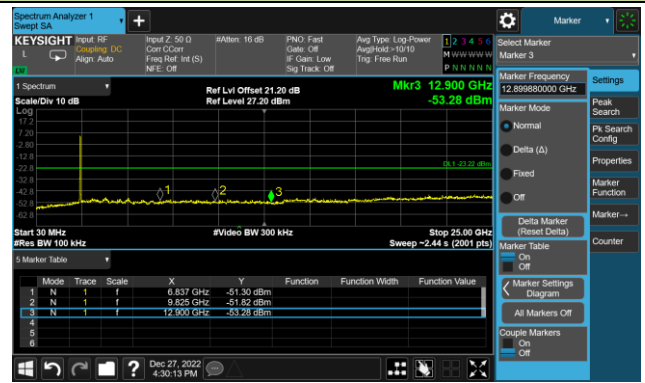 Spectrum Analyzer 1
Swept SA
Marker
KEYSIGHT Input: RF Input Z: 50 Ω #Atten: 16 dB PNO: Fast Avg Type: Log-Power 1 2 3 4 5 6
Coupling: DC Corr CCorr Gate: Off Avg|Hold:>10/10 M W W W W W
Align: Auto Freq Ref: Int (S) IF Gain: Low Trig: Free Run
NFE: Off Sig Track: Off P N N N N N
L
Select Marker
Marker 3
1 Spectrum
Ref Lvl Offset 21.20 dB
Mkr3 12.900 GHz
Scale/Div 10 dB
Ref Level 27.20 dBm
-53.28 dBm
Log
17.2
7.20
-2.80
-12.8
-22.8
-32.8
-42.8
-52.8
-62.8
DL1 -23.22 dBm
1
2
3
Start 30 MHz
#Video BW 300 kHz
Stop 25.00 GHz
#Res BW 100 kHz
Sweep ~2.44 s (2001 pts)
5 Marker Table
Mode Trace Scale X Y Function Function Width Function Value
1 N 1 f 6.837 GHz -51.30 dBm
2 N 1 f 9.825 GHz -51.82 dBm
3 N 1 f 12.900 GHz -53.28 dBm
4
5
6
Marker Frequency
12.899880000 GHz
Marker Mode
Normal
Delta (Δ)
Fixed
Off
Delta Marker
(Reset Delta)
Marker Table
On
Off
Marker Settings
Diagram
All Markers Off
Couple Markers
On
Off
Settings
Peak
Search
Pk Search
Config
Properties
Marker
Function
Marker→
Counter
?
Dec 27, 2022
4:30:13 PM